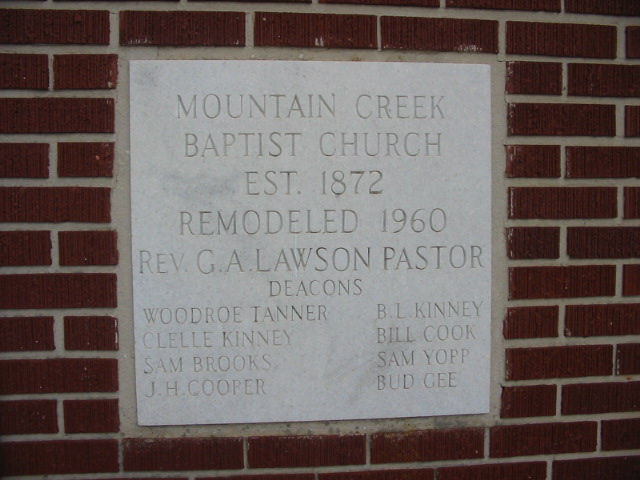 MOUNTAIN CREEK
BAPTIST CHURCH
EST. 1872
REMODELED 1960
REV. G.A. LAWSON PASTOR
DEACONS
WOODROE TANNER B.L. KINNEY
CLELLE KINNEY BILL COOK
SAM BROOKS SAM YOPP
J.H. COOPER BUD GEE